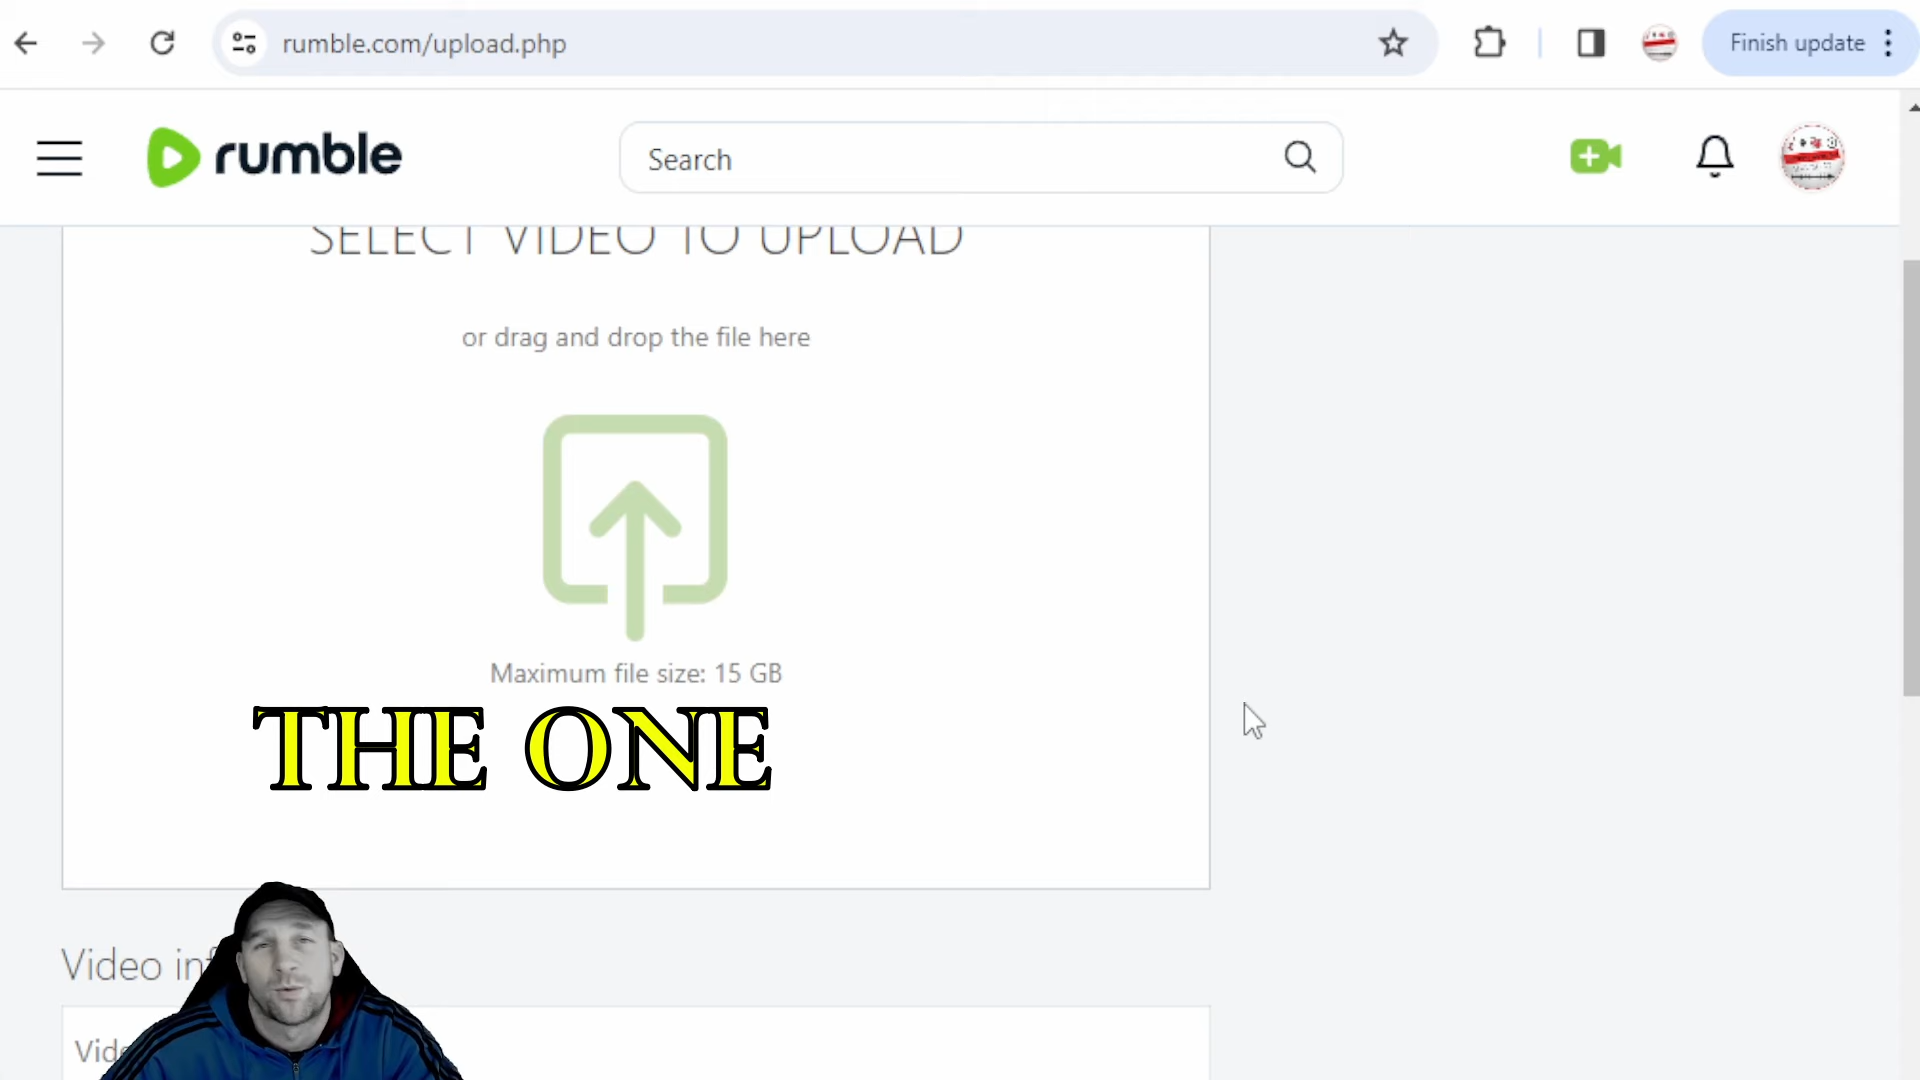 rumble.com/upload.php
Finish update
rumble
Search
SELECT VIDEO TO UPLOAD
or drag and drop the file here
Maximum file size: 15 GB
THE ONE
Video